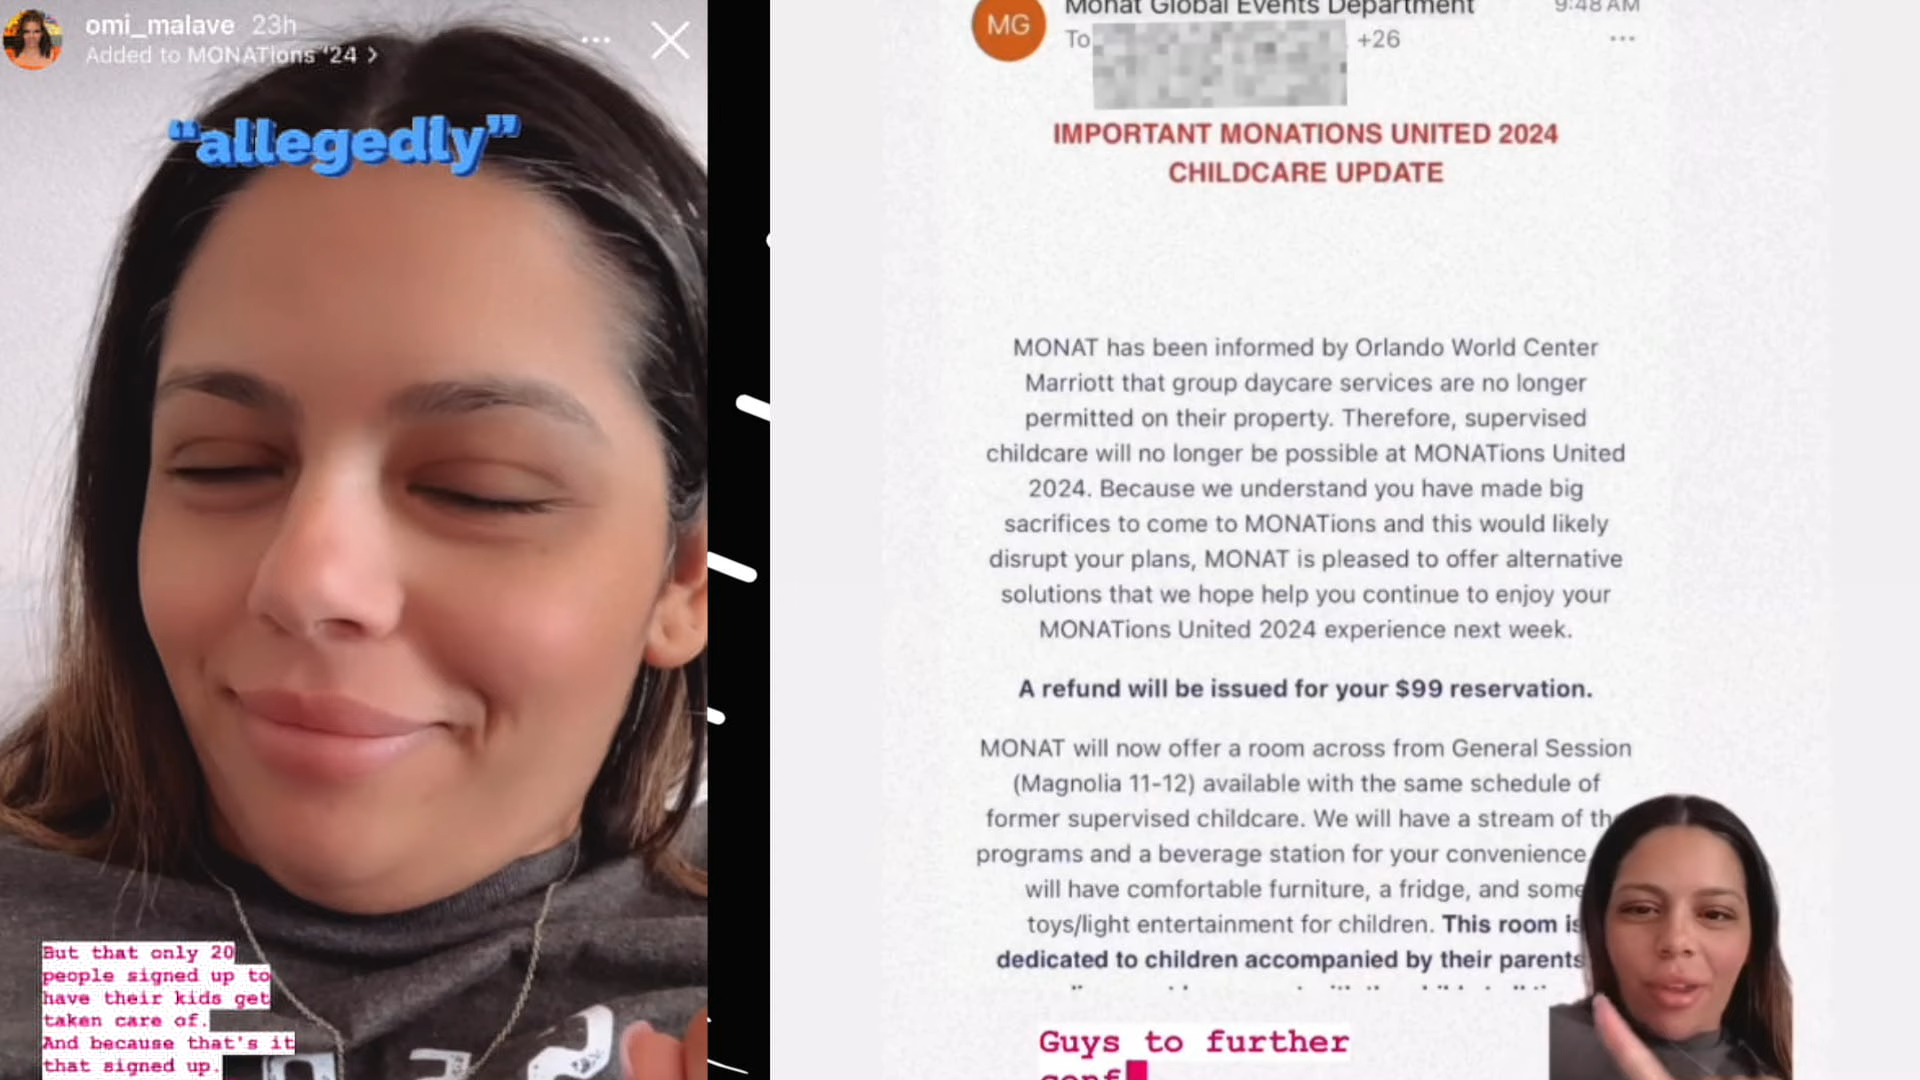 omi_malave 23h
Added to MONATIons '24 >
"allegedly"
But that only 20
people signed up to
have their kids get
taken care of.
And because that's it
that signed up.
Monat Global Events Department
9:48 AM
MG
To
+26
IMPORTANT MONATIONS UNITED 2024
CHILDCARE UPDATE
MONAT has been informed by Orlando World Center
Marriott that group daycare services are no longer
permitted on their property. Therefore, supervised
childcare will no longer be possible at MONATions United
2024. Because we understand you have made big
sacrifices to come to MONATions and this would likely
disrupt your plans, MONAT is pleased to offer alternative
solutions that we hope help you continue to enjoy your
MONATions United 2024 experience next week.
A refund will be issued for your $99 reservation.
MONAT will now offer a room across from General Session
(Magnolia 11-12) available with the same schedule of
former supervised childcare. We will have a stream of the
programs and a beverage station for your convenience.
will have comfortable furniture, a fridge, and some
toys/light entertainment for children. This room is
dedicated to children accompanied by their parents
Guys to further
conf